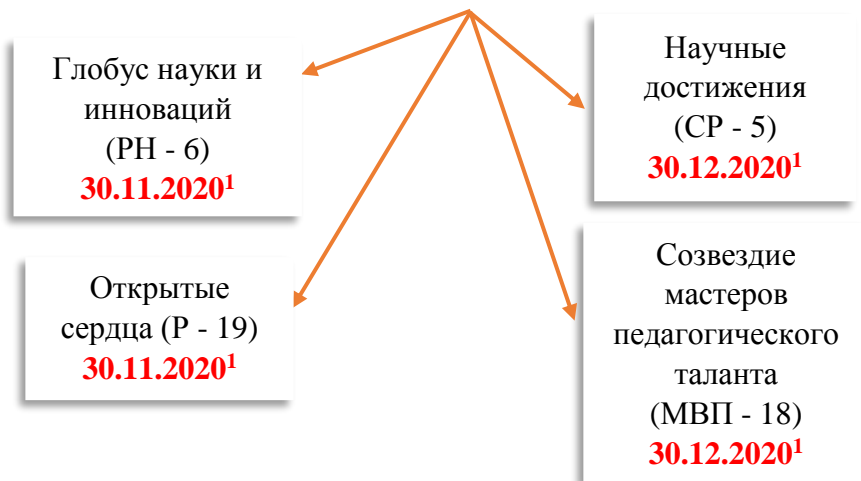 Глобус науки и
инноваций
(РН - 6)
30.11.2020¹
Научные
достижения
(СР - 5)
30.12.2020¹
Открытые
сердца (Р - 19)
30.11.2020¹
Созвездие
мастеров
педагогического
таланта
(МВП - 18)
30.12.2020¹